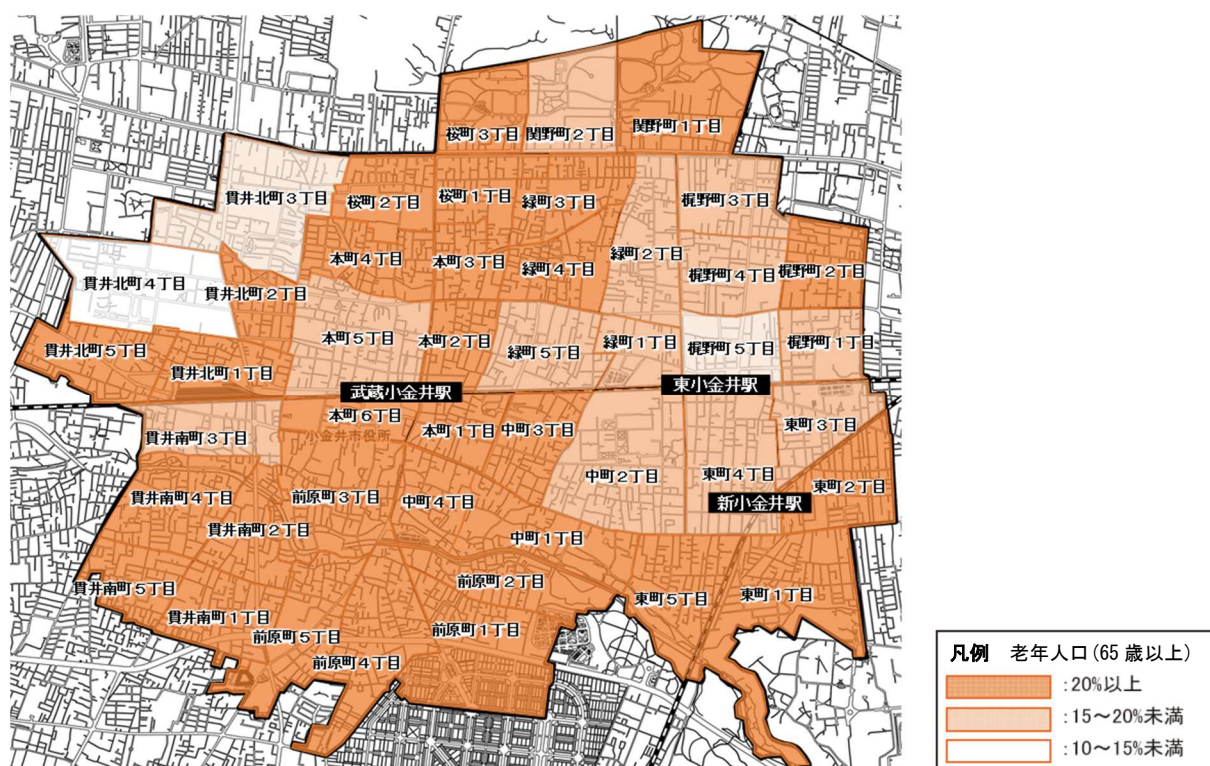 桜町3丁目
関野町2丁目
関野町1丁目
貫井北町3丁目
桜町2丁目
桜町1丁目
緑町3丁目
梶野町3丁目
本町4丁目
本町3丁目
緑町4丁目
緑町2丁目
梶野町4丁目
梶野町2丁目
貫井北町4丁目
貫井北町2丁目
貫井北町5丁目
本町5丁目
本町2丁目
緑町5丁目
緑町1丁目
梶野町5丁目
梶野町1丁目
貫井北町1丁目
武蔵小金井駅
東小金井駅
本町6丁目
小金井市役所
貫井南町3丁目
本町1丁目
中町3丁目
東町3丁目
中町2丁目
東町4丁目
東町2丁目
貫井南町4丁目
前原町3丁目
中町4丁目
新小金井駅
貫井南町2丁目
中町1丁目
前原町2丁目
貫井南町5丁目
東町5丁目
東町1丁目
貫井南町1丁目
前原町5丁目
前原町1丁目
前原町4丁目
凡例 老年人口(65歳以上)
:20%以上
:15～20%未満
:10～15%未満